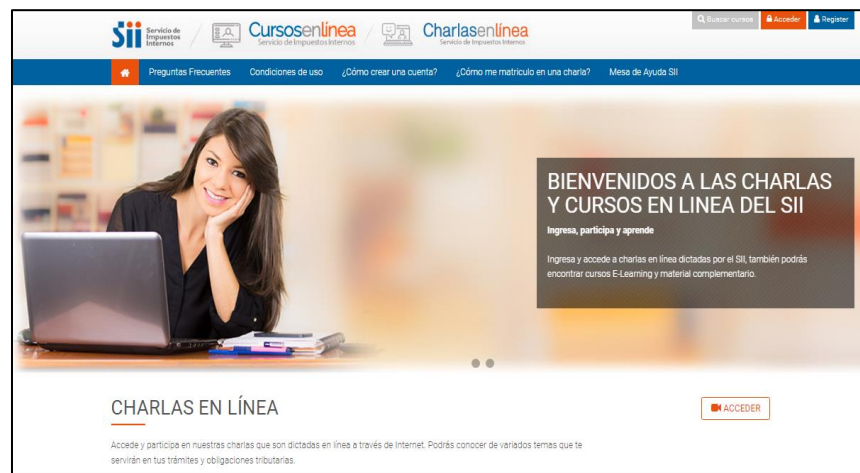 Sii Servicio de Impuestos Internos
Cursosenlínea
Servicio de Impuestos Internos
Charlasenlínea
Servicio de Impuestos Internos
Buscar cursos
Acceder
Register
Preguntas Frecuentes
Condiciones de uso
¿Cómo crear una cuenta?
¿Cómo me matriculo en una charla?
Mesa de Ayuda SII
BIENVENIDOS A LAS CHARLAS
Y CURSOS EN LINEA DEL SII
Ingresa, participa y aprende
Ingresa y accede a charlas en línea dictadas por el SII, también podrás
encontrar cursos E-Learning y material complementario.
CHARLAS EN LÍNEA
ACCEDER
Accede y participa en nuestras charlas que son dictadas en línea a través de Internet. Podrás conocer de variados temas que te
servirán en tus trámites y obligaciones tributarias.